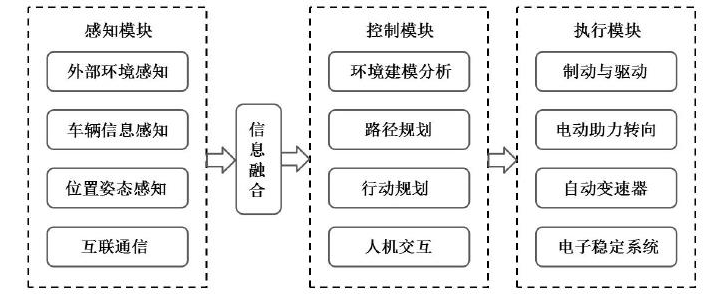 感知模块
外部环境感知
车辆信息感知
位置姿态感知
互联通信
信息融合
控制模块
环境建模分析
路径规划
行动规划
人机交互
执行模块
制动与驱动
电动助力转向
自动变速器
电子稳定系统